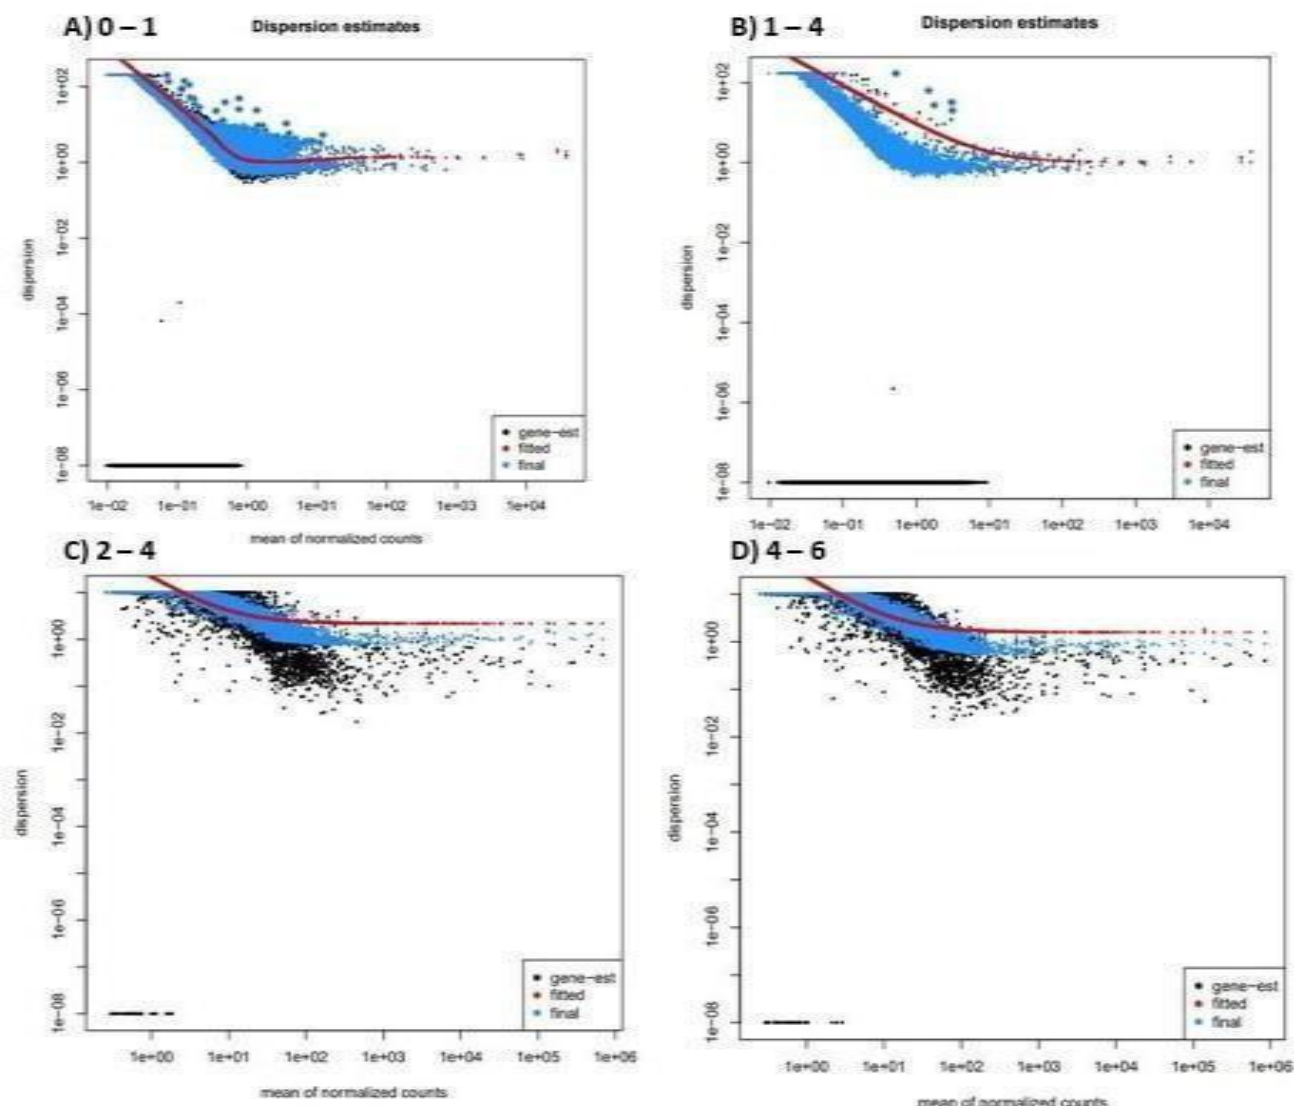 A) 0 – 1
Dispersion estimates
1e+02
1e+00
1e−02
1e−04
1e−06
1e−08
dispersion
gene−est
fitted
final
1e−02 1e−01 1e+00 1e+01 1e+02 1e+03 1e+04
mean of normalized counts
B) 1 – 4
Dispersion estimates
1e+02
1e+00
1e−02
1e−04
1e−06
1e−08
dispersion
gene−est
fitted
final
1e−02 1e−01 1e+00 1e+01 1e+02 1e+03 1e+04
C) 2 – 4
1e+00
1e−02
1e−04
1e−06
1e−08
dispersion
gene−est
fitted
final
1e+00 1e+01 1e+02 1e+03 1e+04 1e+05 1e+06
mean of normalized counts
D) 4 – 6
1e+00
1e−02
1e−04
1e−06
1e−08
dispersion
gene−est
fitted
final
1e+00 1e+01 1e+02 1e+03 1e+04 1e+05 1e+06
mean of normalized counts